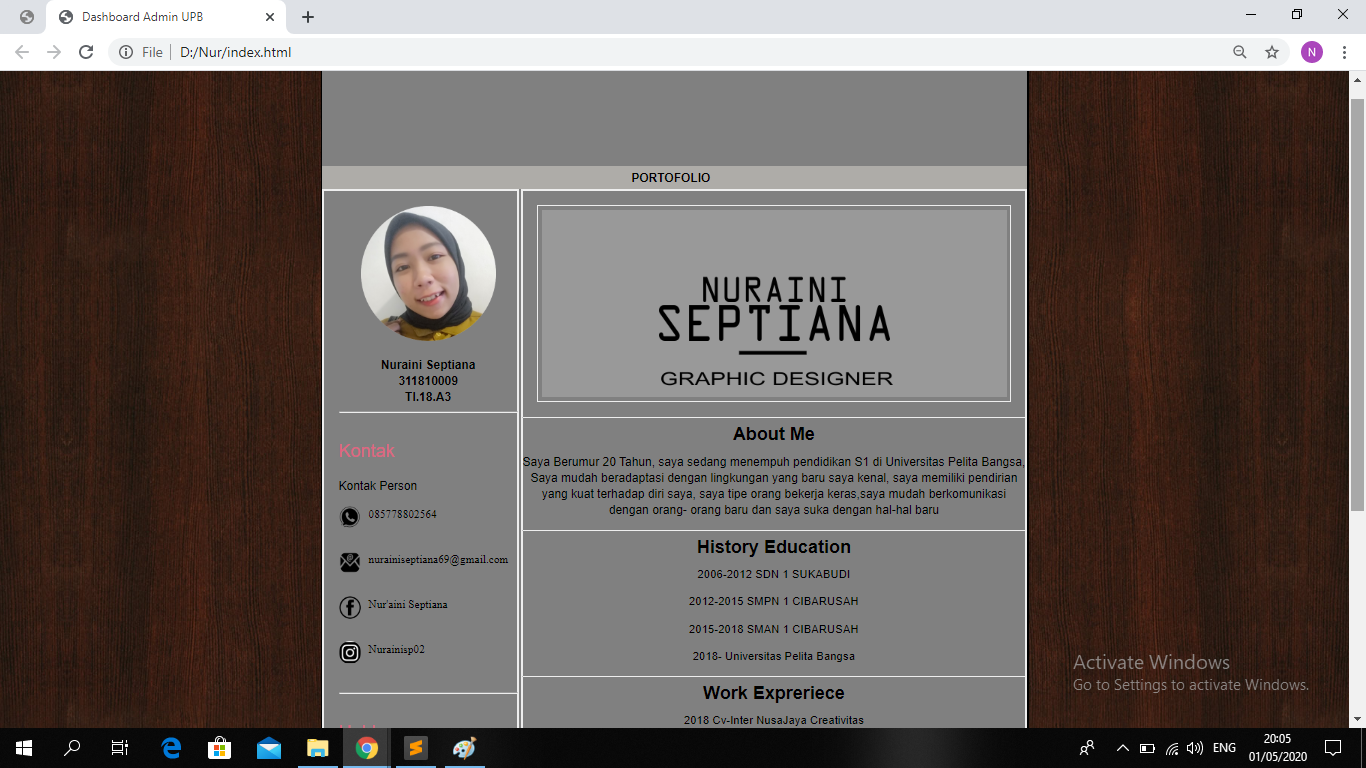 Dashboard Admin UPB
File
D:/Nur/index.html
N
PORTOFOLIO
Nuraini Septiana
311810009
TI.18.A3
Kontak
Kontak Person
085778802564
nurainiseptiana69@gmail.com
Nur'aini Septiana
Nurainisp02
NURAINI
SEPTIANA
GRAPHIC DESIGNER
About Me
Saya Berumur 20 Tahun, saya sedang menempuh pendidikan S1 di Universitas Pelita Bangsa,
Saya mudah beradaptasi dengan lingkungan yang baru saya kenal, saya memiliki pendirian
yang kuat terhadap diri saya, saya tipe orang bekerja keras,saya mudah berkomunikasi
dengan orang- orang baru dan saya suka dengan hal-hal baru
History Education
2006-2012 SDN 1 SUKABUDI
2012-2015 SMPN 1 CIBARUSAH
2015-2018 SMAN 1 CIBARUSAH
2018- Universitas Pelita Bangsa
Work Expreriece
2018 Cv-Inter NusaJaya Creativitas
Activate Windows
Go to Settings to activate Windows.
ENG
20:05
01/05/2020